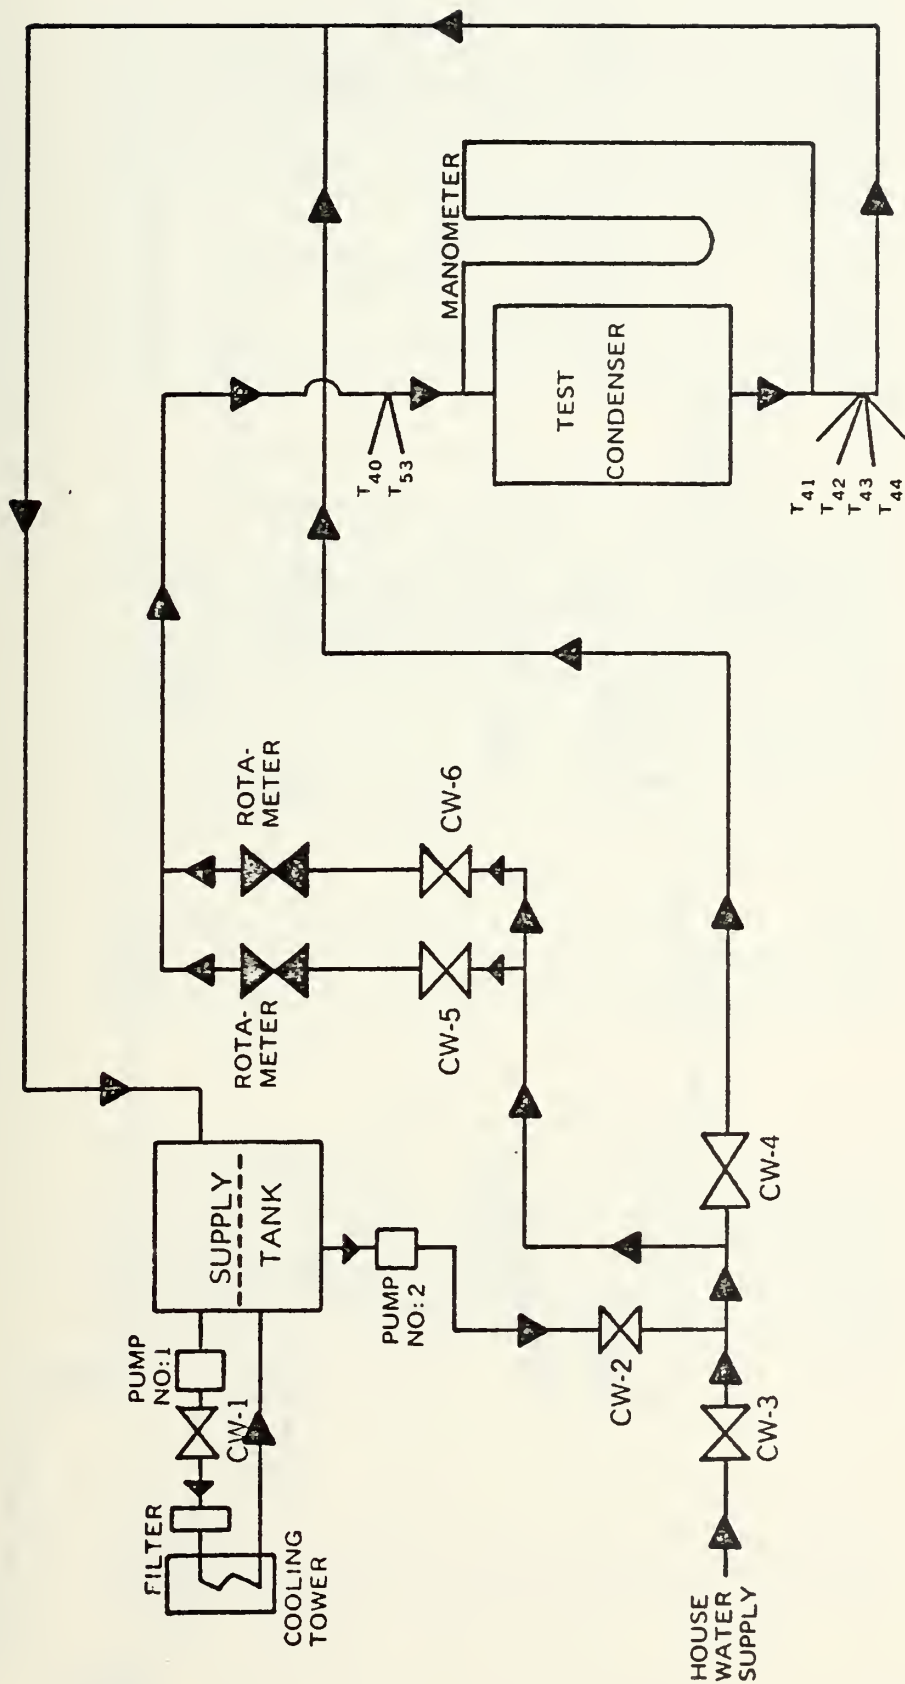 FILTER
COOLING
TOWER
PUMP
NO:1
CW-1
SUPPLY
TANK
PUMP
NO:2
HOUSE
WATER
SUPPLY
CW-3
CW-2
CW-4
ROTA-
METER
CW-5
ROTA-
METER
CW-6
T40
T53
MANOMETER
TEST
CONDENSER
T41
T42
T43
T44